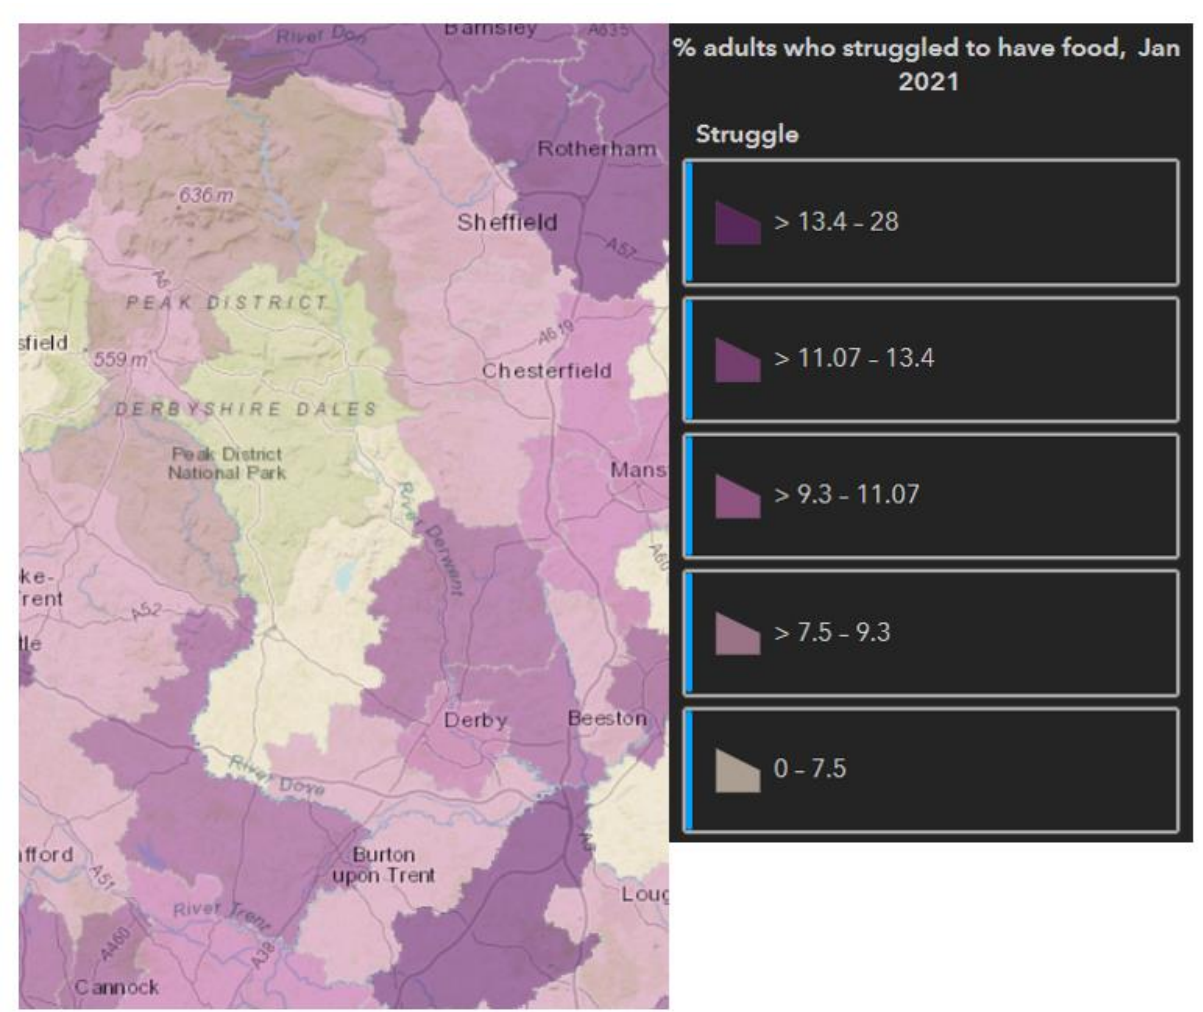 River Don
Barnsley
A635
Rotherham
636 m
Sheffield
A57
A6
PEAK DISTRICT
A619
sfield
559 m
Chesterfield
DERBYSHIRE DALES
Peak District
National Park
Mans
River Derwent
A60
ke-
rent
A52
tle
Derby
Beeston
River Dove
afford
A51
Burton
upon Trent
Loug
River Trent
A38
A460
Cannock
% adults who struggled to have food, Jan
2021
Struggle
> 13.4 - 28
> 11.07 - 13.4
> 9.3 - 11.07
> 7.5 - 9.3
0 - 7.5